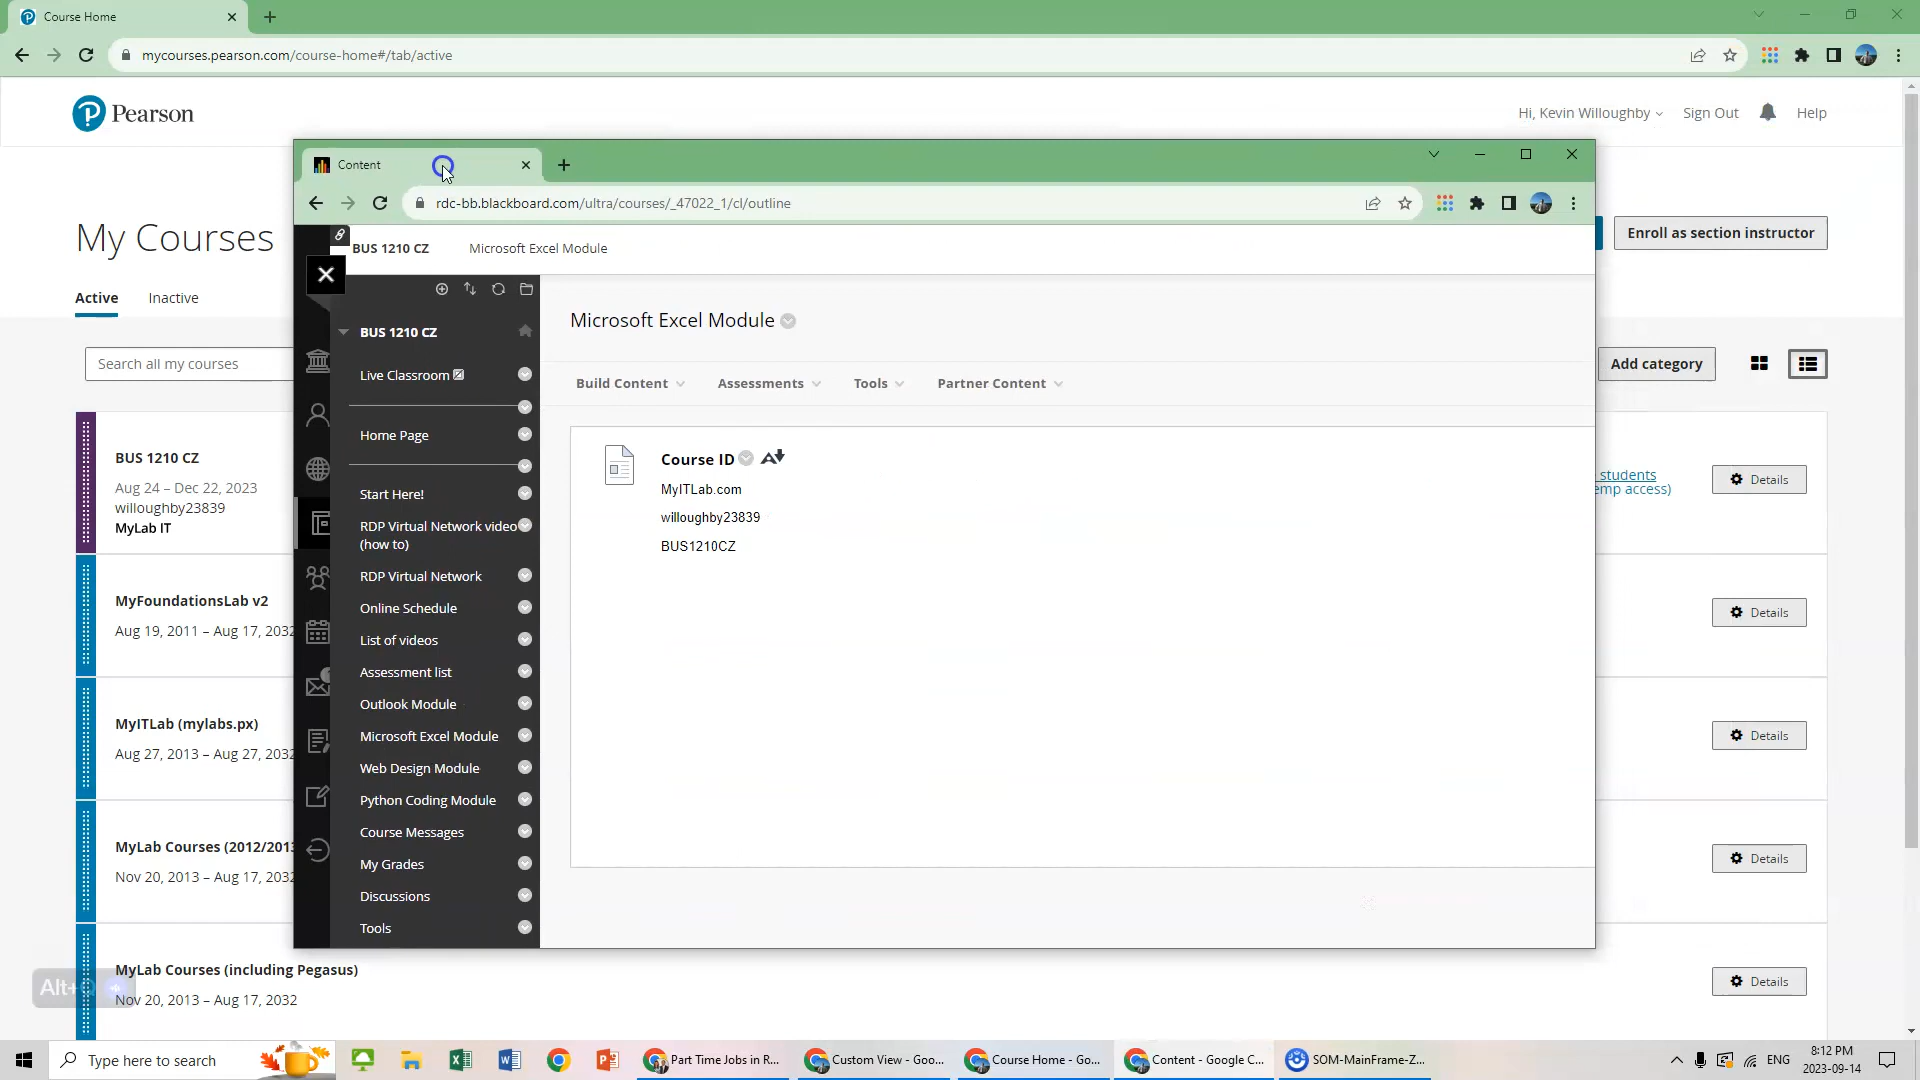 Course Home
mycourses.pearson.com/course-home#/tab/active
Pearson
Hi, Kevin Willoughby
Sign Out
Help
My Courses
Enroll as section instructor
Active
Inactive
Search all my courses
Add category
BUS 1210 CZ
Aug 24 – Dec 22, 2023
willoughby23839
MyLab IT
students
emp access)
Details
MyFoundationsLab v2
Aug 19, 2011 – Aug 17, 2032
Details
MyITLab (mylabs.px)
Aug 27, 2013 – Aug 27, 2032
Details
MyLab Courses (2012/2013
Nov 20, 2013 – Aug 17, 2032
Details
MyLab Courses (including Pegasus)
Nov 20, 2013 – Aug 17, 2032
Details
Content
rdc-bb.blackboard.com/ultra/courses/_47022_1/cl/outline
BUS 1210 CZ
Microsoft Excel Module
BUS 1210 CZ
Live Classroom
Home Page
Start Here!
RDP Virtual Network video
(how to)
RDP Virtual Network
Online Schedule
List of videos
Assessment list
Outlook Module
Microsoft Excel Module
Web Design Module
Python Coding Module
Course Messages
My Grades
Discussions
Tools
Microsoft Excel Module
Build Content
Assessments
Tools
Partner Content
Course ID
MyITLab.com
willoughby23839
BUS1210CZ
Type here to search
Part Time Jobs in R...
Custom View - Goo...
Course Home - Go...
Content - Google C...
SOM-MainFrame-Z...
ENG
8:12 PM
2023-09-14